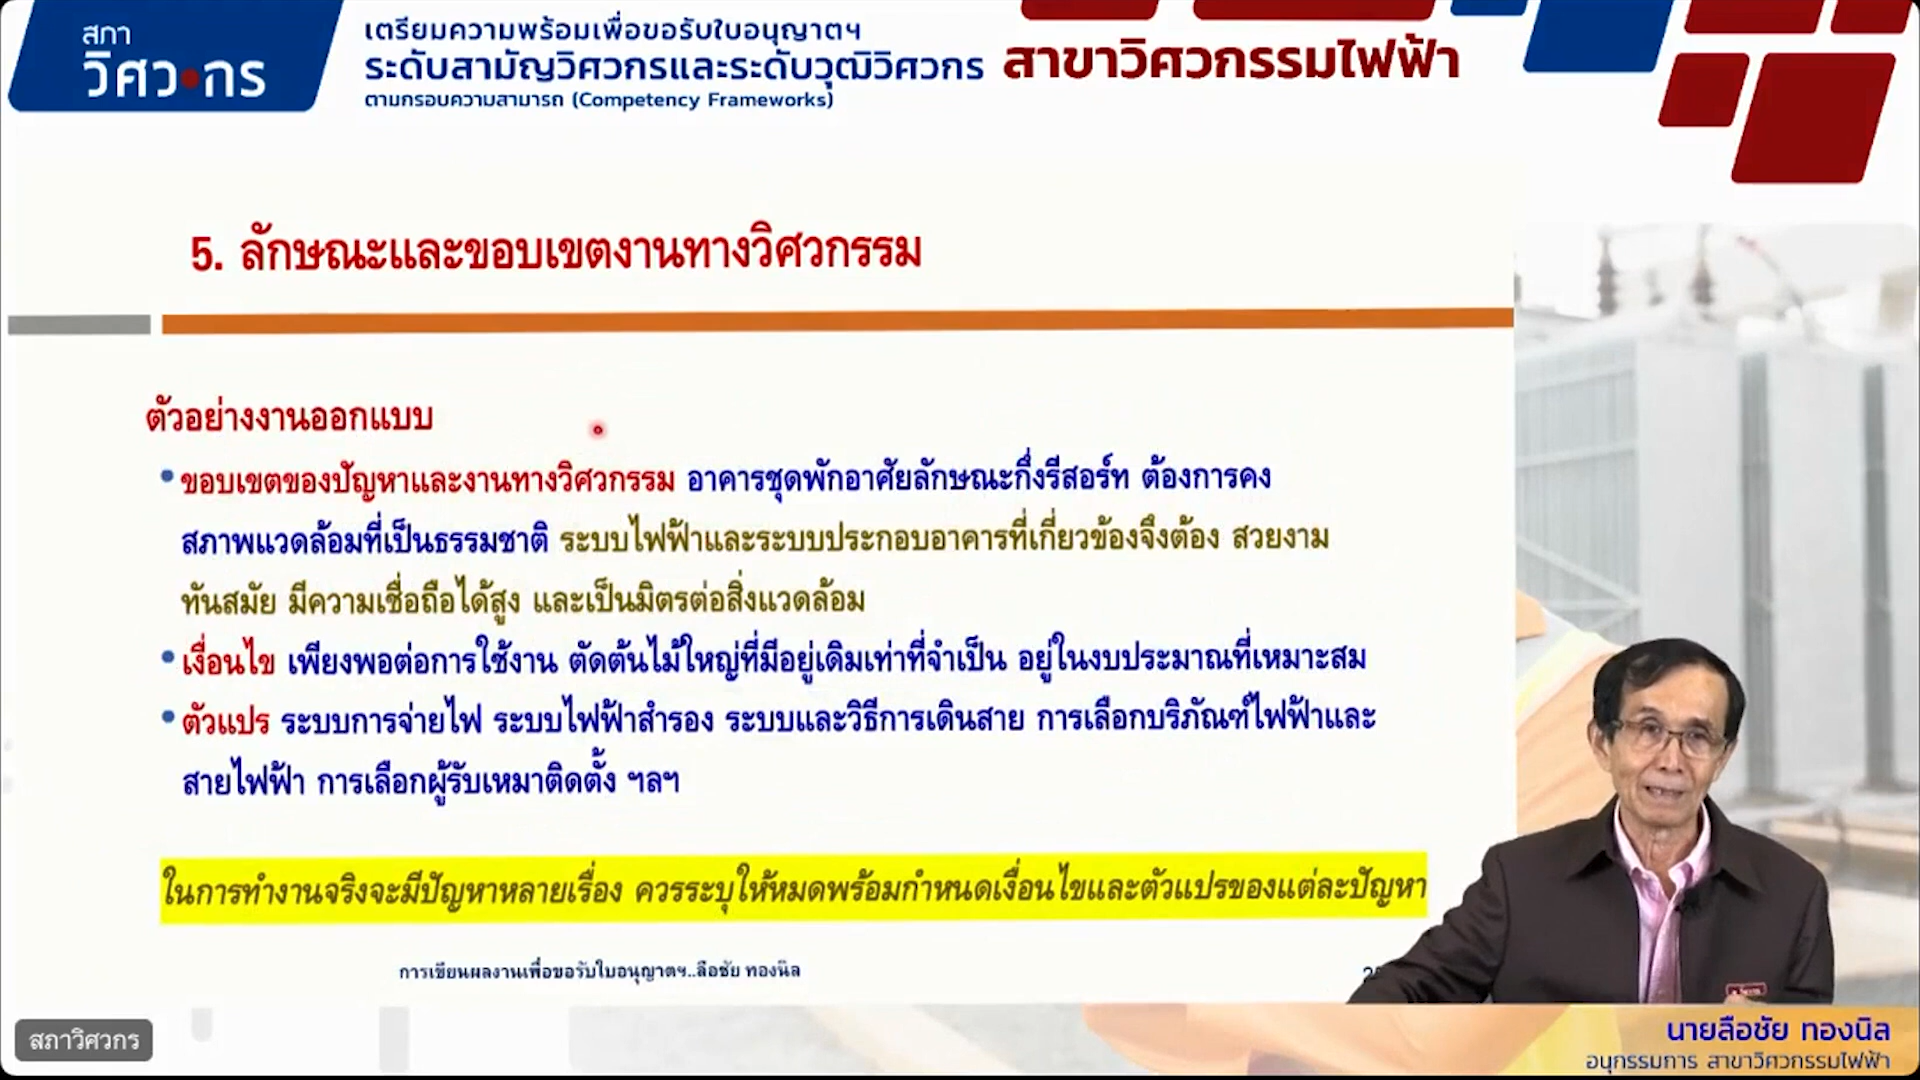 สภา
วิศวกร
เตรียมความพร้อมเพื่อขอรับใบอนุญาตฯ
ระดับสามัญวิศวกรและระดับวุฒิวิศวกร สาขาวิศวกรรมไฟฟ้า
ตามกรอบความสามารถ (Competency Frameworks)
5. ลักษณะและขอบเขตงานทางวิศวกรรม
ตัวอย่างงานออกแบบ
•ขอบเขตของปัญหาและงานทางวิศวกรรม อาคารชุดพักอาศัยลักษณะกึ่งรีสอร์ท ต้องการคง
สภาพแวดล้อมที่เป็นธรรมชาติ ระบบไฟฟ้าและระบบประกอบอาคารที่เกี่ยวข้องจึงต้อง สวยงาม
ทันสมัย มีความเชื่อถือได้สูง และเป็นมิตรต่อสิ่งแวดล้อม
•เงื่อนไข เพียงพอต่อการใช้งาน ตัดต้นไม้ใหญ่ที่มีอยู่เดิมเท่าที่จำเป็น อยู่ในงบประมาณที่เหมาะสม
•ตัวแปร ระบบการจ่ายไฟ ระบบไฟฟ้าสำรอง ระบบและวิธีการเดินสาย การเลือกบริภัณฑ์ไฟฟ้าและ
สายไฟฟ้า การเลือกผู้รับเหมาติดตั้ง ฯลฯ
ในการทำงานจริงจะมีปัญหาหลายเรื่อง ควรระบุให้หมดพร้อมกำหนดเงื่อนไขและตัวแปรของแต่ละปัญหา
การเขียนผลงานเพื่อขอรับใบอนุญาตฯ..ลือชัย ทองนิล
สภาวิศวกร
นายลือชัย ทองนิล
อนุกรรมการ สาขาวิศวกรรมไฟฟ้า